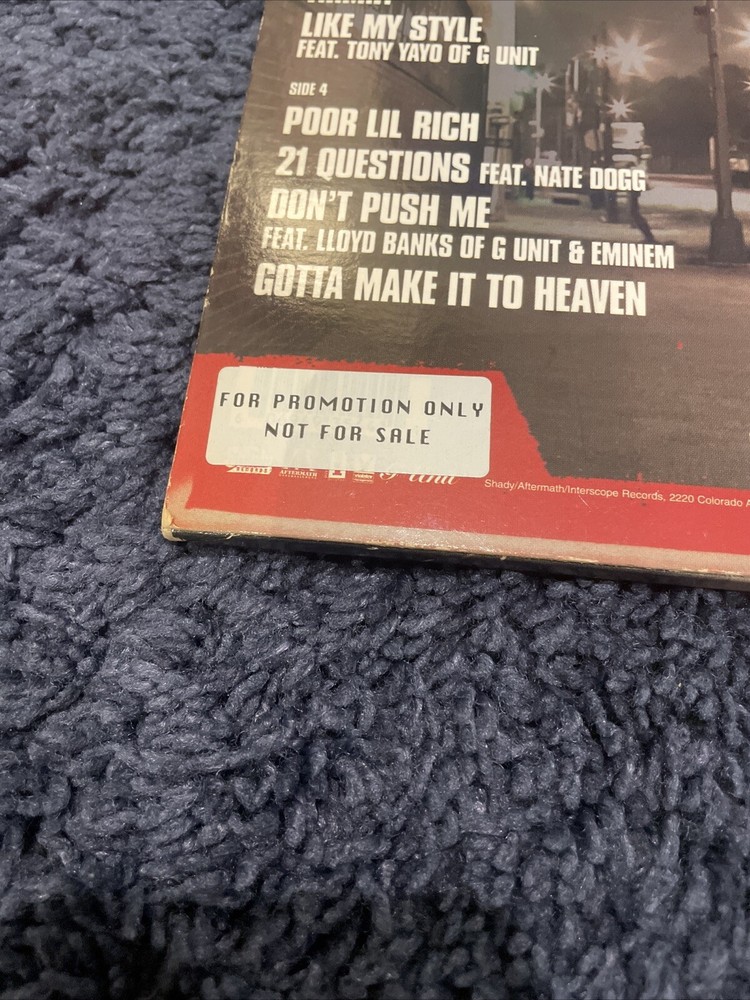 LIKE MY STYLE
FEAT. TONY YAYO OF G UNIT
SIDE 4
POOR LIL RICH
21 QUESTIONS FEAT. NATE DOGG
DON'T PUSH ME
FEAT. LLOYD BANKS OF G UNIT & EMINEM
GOTTA MAKE IT TO HEAVEN
FOR PROMOTION ONLY
NOT FOR SALE
AFTERMATH
Shady/Aftermath/Interscope Records, 2220 Colorado